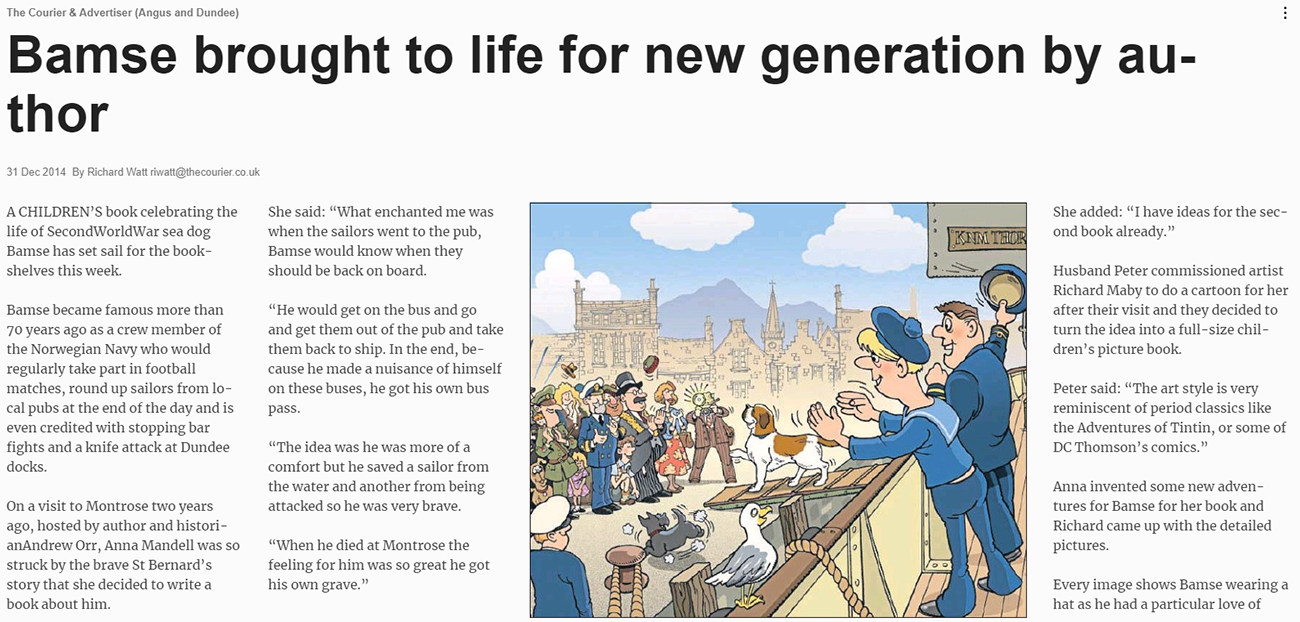 The Courier & Advertiser (Angus and Dundee)
Bamse brought to life for new generation by au-
thor
31 Dec 2014 By Richard Watt riwatt@thecourier.co.uk
A CHILDREN’S book celebrating the
life of SecondWorldWar sea dog
Bamse has set sail for the book-
shelves this week.
Bamse became famous more than
70 years ago as a crew member of
the Norwegian Navy who would
regularly take part in football
matches, round up sailors from lo-
cal pubs at the end of the day and is
even credited with stopping bar
fights and a knife attack at Dundee
docks.
On a visit to Montrose two years
ago, hosted by author and histori-
anAndrew Orr, Anna Mandell was so
struck by the brave St Bernard’s
story that she decided to write a
book about him.
She said: “What enchanted me was
when the sailors went to the pub,
Bamse would know when they
should be back on board.
“He would get on the bus and go
and get them out of the pub and take
them back to ship. In the end, be-
cause he made a nuisance of himself
on these buses, he got his own bus
pass.
“The idea was he was more of a
comfort but he saved a sailor from
the water and another from being
attacked so he was very brave.
“When he died at Montrose the
feeling for him was so great he got
his own grave.”
KNM THOR
She added: “I have ideas for the sec-
ond book already.”
Husband Peter commissioned artist
Richard Maby to do a cartoon for her
after their visit and they decided to
turn the idea into a full-size chil-
dren’s picture book.
Peter said: “The art style is very
reminiscent of period classics like
the Adventures of Tintin, or some of
DC Thomson’s comics.”
Anna invented some new adven-
tures for Bamse for her book and
Richard came up with the detailed
pictures.
Every image shows Bamse wearing a
hat as he had a particular love of